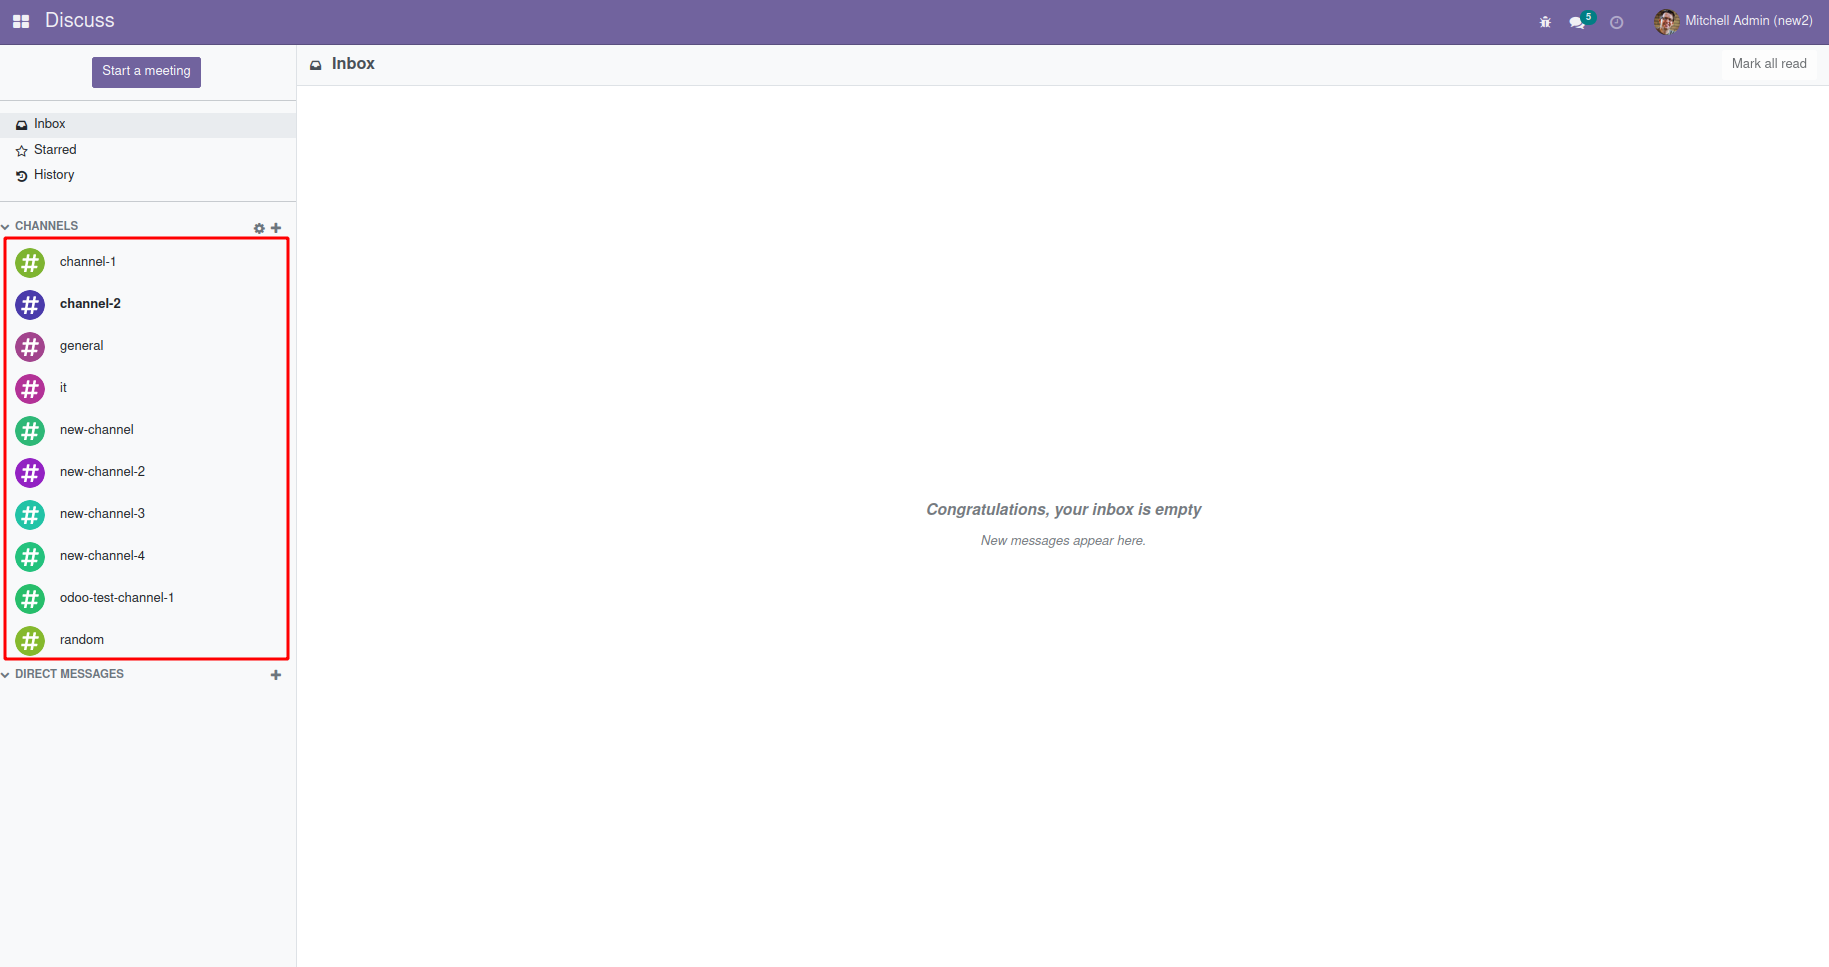 Discuss
5
Mitchell Admin (new2)
Start a meeting
Inbox
Mark all read
Inbox
Starred
History
CHANNELS
channel-1
channel-2
general
it
new-channel
new-channel-2
new-channel-3
new-channel-4
odoo-test-channel-1
random
DIRECT MESSAGES
Congratulations, your inbox is empty
New messages appear here.